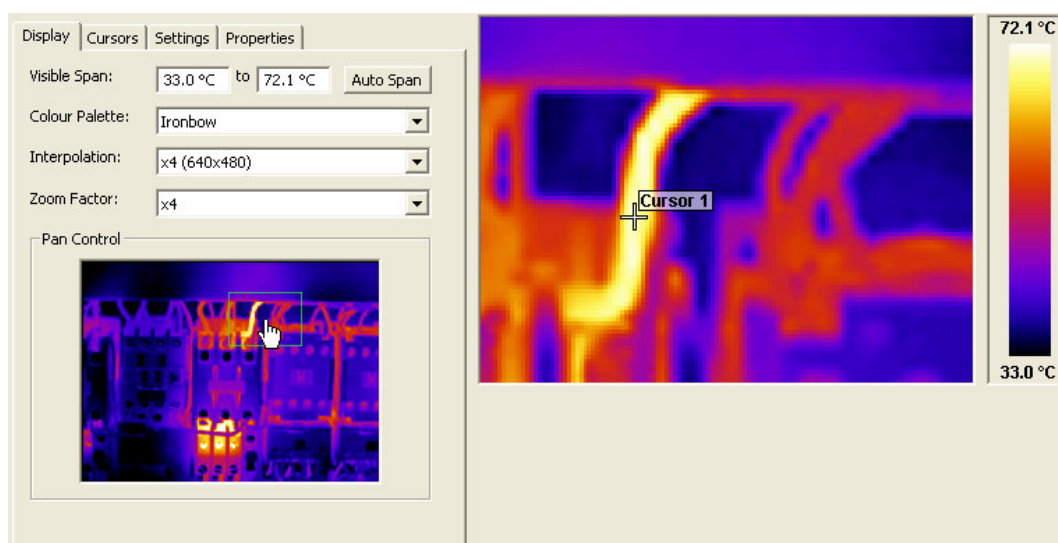 Display Cursors Settings Properties
Visible Span: 33.0 °C to 72.1 °C Auto Span
Colour Palette: Ironbow
Interpolation: x4 (640x480)
Zoom Factor: x4
Pan Control
Cursor 1
72.1 °C
33.0 °C